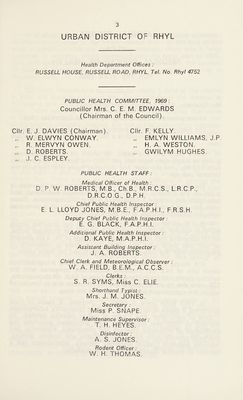 3
URBAN DISTRICT OF RHYL
Health Department Offices :
RUSSELL HOUSE, RUSSELL ROAD, RHYL. Tel. No. Rhyl 4752
PUBLIC HEALTH COMMITTEE, 1969 :
Councillor Mrs. C. E. M. EDWARDS
(Chairman of the Council).
Cllr. E. J. DAVIES (Chairman).
„ W. ELWYN CONWAY.
„ R. MERVYN OWEN.
„ D. ROBERTS.
„ J. C. ESPLEY.
Cllr. F. KELLY.
„ EMLYN WILLIAMS, J.P.
„ H. A. WESTON.
„ GWILYM HUGHES.
PUBLIC HEALTH STAFF :
Medical Officer of Health :
D. P. W. ROBERTS, M.B., Ch.B., M.R.C.S., L.R.C.P.,
D.R.C.O.G., D.P.H.
Chief Public Health Inspector :
E. L. LLOYD JONES, M.B.E., F.A.P.H.I., F.R.S.H.
Deputy Chief Public Health Inspector :
E. G. BLACK, F.A.P.H.I.
Additional Public Health Inspector :
D. KAYE, M.A.P.H.I.
Assistant Building Inspector :
J. A. ROBERTS.
Chief Clerk and Meteorological Observer :
W. A. FIELD, B.E.M., A.C.C.S.
Clerks :
S. R. SYMS, Miss C. ELIE.
Shorthand Typist :
Mrs. J. M. JONES.
Secretary :
Miss P. SNAPE
Maintenance Supervisor :
T. H. HEYES.
Disinfector :
A. S. JONES.
Rodent Officer :
W. H. THOMAS.